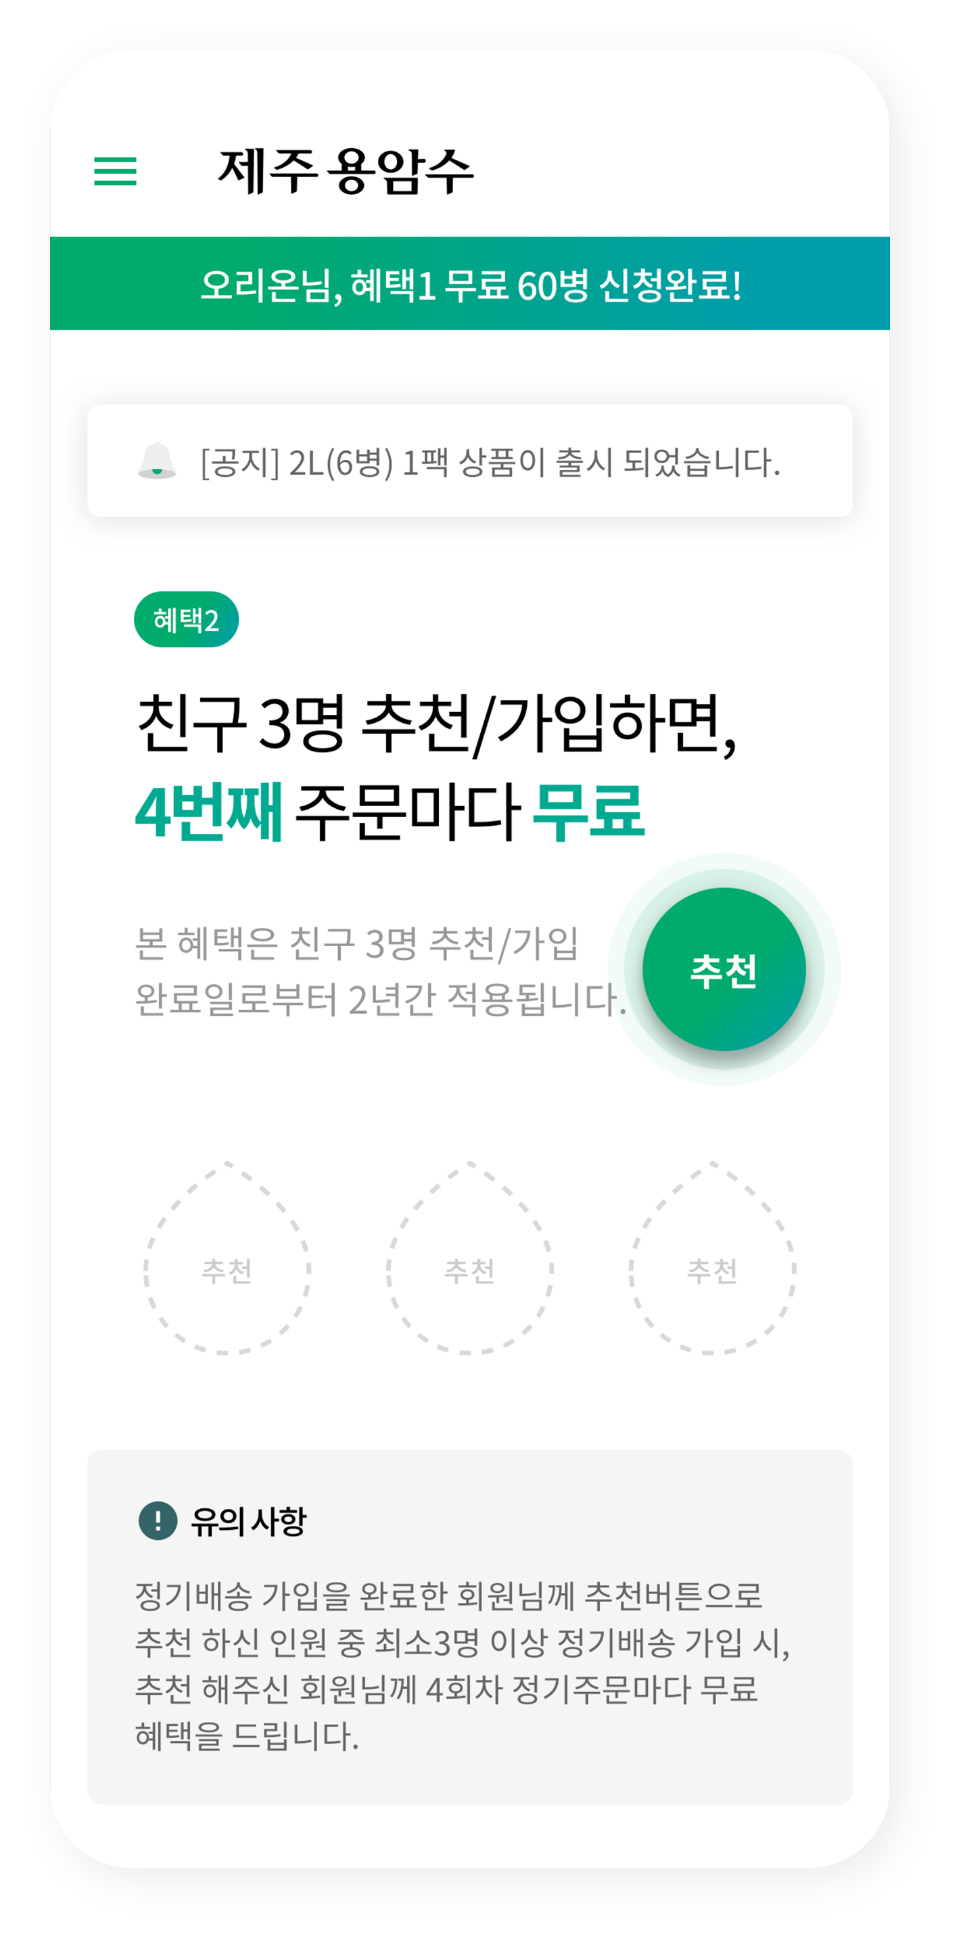 제주 용암수
오리온님, 혜택1 무료 60병 신청완료!
[공지] 2L(6병) 1팩 상품이 출시 되었습니다.
혜택2
친구 3명 추천/가입하면,
4번째 주문마다 무료
본 혜택은 친구 3명 추천/가입
완료일로부터 2년간 적용됩니다.
추천
추천
추천
추천
유의 사항
정기배송 가입을 완료한 회원님께 추천버튼으로
추천 하신 인원 중 최소3명 이상 정기배송 가입 시,
추천 해주신 회원님께 4회차 정기주문마다 무료
혜택을 드립니다.